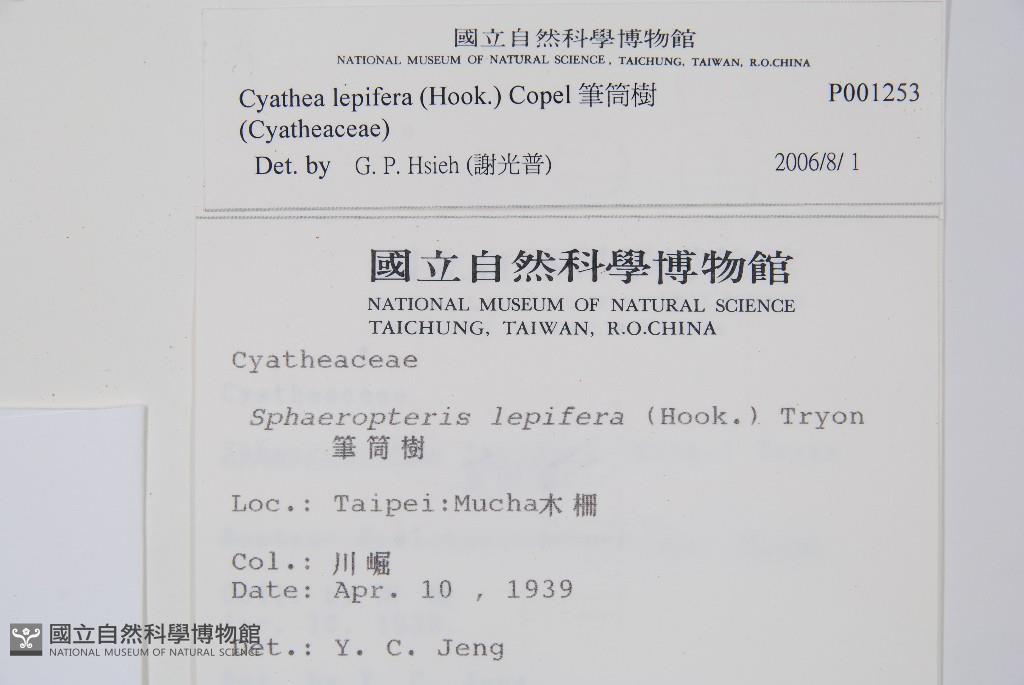 國立自然科學博物館
NATIONAL MUSEUM OF NATURAL SCIENCE, TAICHUNG, TAIWAN, R.O.CHINA
Cyathea lepifera (Hook.) Copel 筆筒樹 P001253
(Cyatheaceae)
Det. by G. P. Hsieh (謝光普) 2006/8/ 1
國立自然科學博物館
NATIONAL MUSEUM OF NATURAL SCIENCE
TAICHUNG, TAIWAN, R.O.CHINA
Cyatheaceae
Sphaeropteris lepifera (Hook.) Tryon
筆筒樹
Loc.: Taipei:Mucha木柵
Col.: 川崛
Date: Apr. 10 , 1939
Det.: Y. C. Jeng
國立自然科學博物館
NATIONAL MUSEUM OF NATURAL SCIENCE